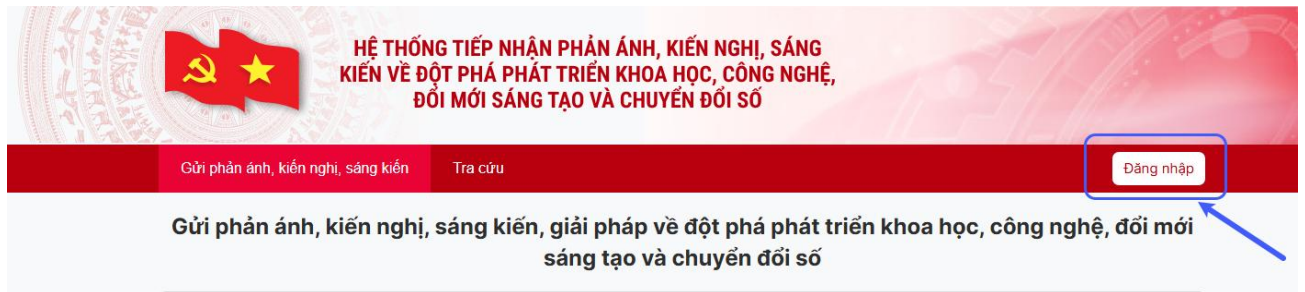 HỆ THỐNG TIẾP NHẬN PHẢN ÁNH, KIẾN NGHỊ, SÁNG
KIẾN VỀ ĐỘT PHÁ PHÁT TRIỂN KHOA HỌC, CÔNG NGHỆ,
ĐỔI MỚI SÁNG TẠO VÀ CHUYỂN ĐỔI SỐ
Gửi phản ánh, kiến nghị, sáng kiến
Tra cứu
Đăng nhập
Gửi phản ánh, kiến nghị, sáng kiến, giải pháp về đột phá phát triển khoa học, công nghệ, đổi mới
sáng tạo và chuyển đổi số